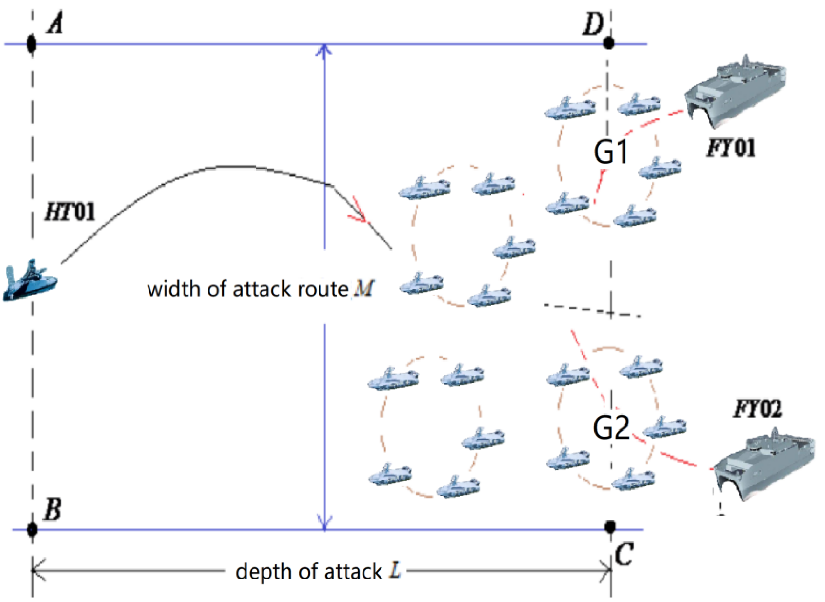 A
D
G1
FY01
HT01
width of attack route M
G2
FY02
B
C
depth of attack L